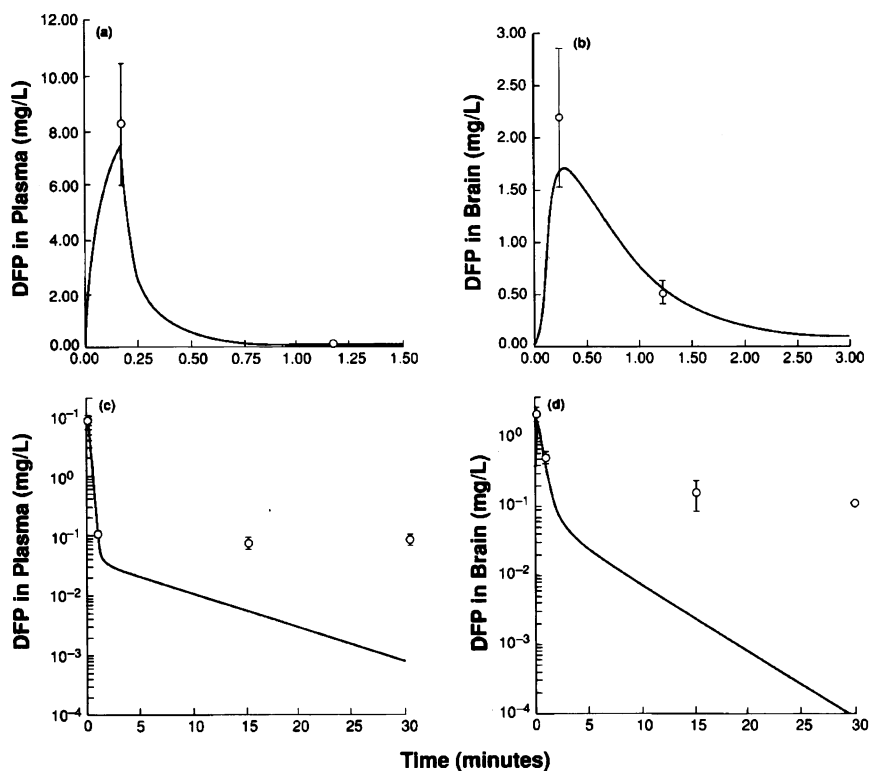 (a)
DFP in Plasma (mg/L)
12.00
10.00
8.00
6.00
4.00
2.00
0.00
0.00 0.25 0.50 0.75 1.00 1.25 1.50
(b)
DFP in Brain (mg/L)
3.00
2.50
2.00
1.50
1.00
0.50
0.00
0.00 0.50 1.00 1.50 2.00 2.50 3.00
(c)
DFP in Plasma (mg/L)
10⁻¹
10⁰
10⁻¹
10⁻²
10⁻³
10⁻⁴
0 5 10 15 20 25 30
(d)
DFP in Brain (mg/L)
10⁰
10⁻¹
10⁻²
10⁻³
10⁻⁴
0 5 10 15 20 25 30
Time (minutes)